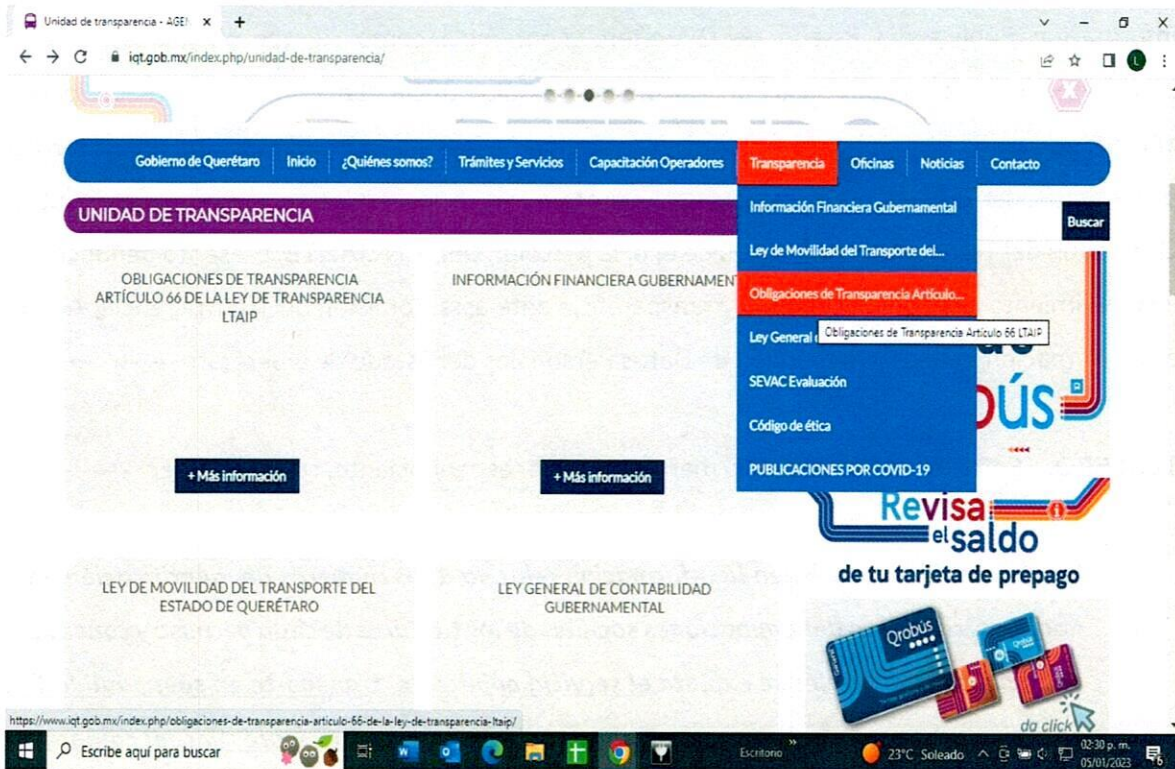 Unidad de transparencia - AGE
iqt.gob.mx/index.php/unidad-de-transparencia/
L
Gobierno de Querétaro Inicio ¿Quiénes somos? Trámites y Servicios Capacitación Operadores Transparencia Oficinas Noticias Contacto
UNIDAD DE TRANSPARENCIA
Buscar
Información Financiera Gubernamental
Ley de Movilidad del Transporte del...
Obligaciones de Transparencia Artículo...
Obligaciones de Transparencia Artículo 66 LTAIP
Ley General
SEVAC Evaluación
Código de ética
PUBLICACIONES POR COVID-19
OBLIGACIONES DE TRANSPARENCIA
ARTÍCULO 66 DE LA LEY DE TRANSPARENCIA
LTAIP
+ Más información
INFORMACIÓN FINANCIERA GUBERNAMENT
+ Más información
LEY DE MOVILIDAD DEL TRANSPORTE DEL
ESTADO DE QUERÉTARO
LEY GENERAL DE CONTABILIDAD
GUBERNAMENTAL
ús
Revisa
el saldo
de tu tarjeta de prepago
Qrobús
da click
https://www.iqt.gob.mx/index.php/obligaciones-de-transparencia-articulo-66-de-la-ley-de-transparencia-ltaip/
Escribe aquí para buscar
Escritorio
23°C Soleado
02:30 p. m.
05/01/2023